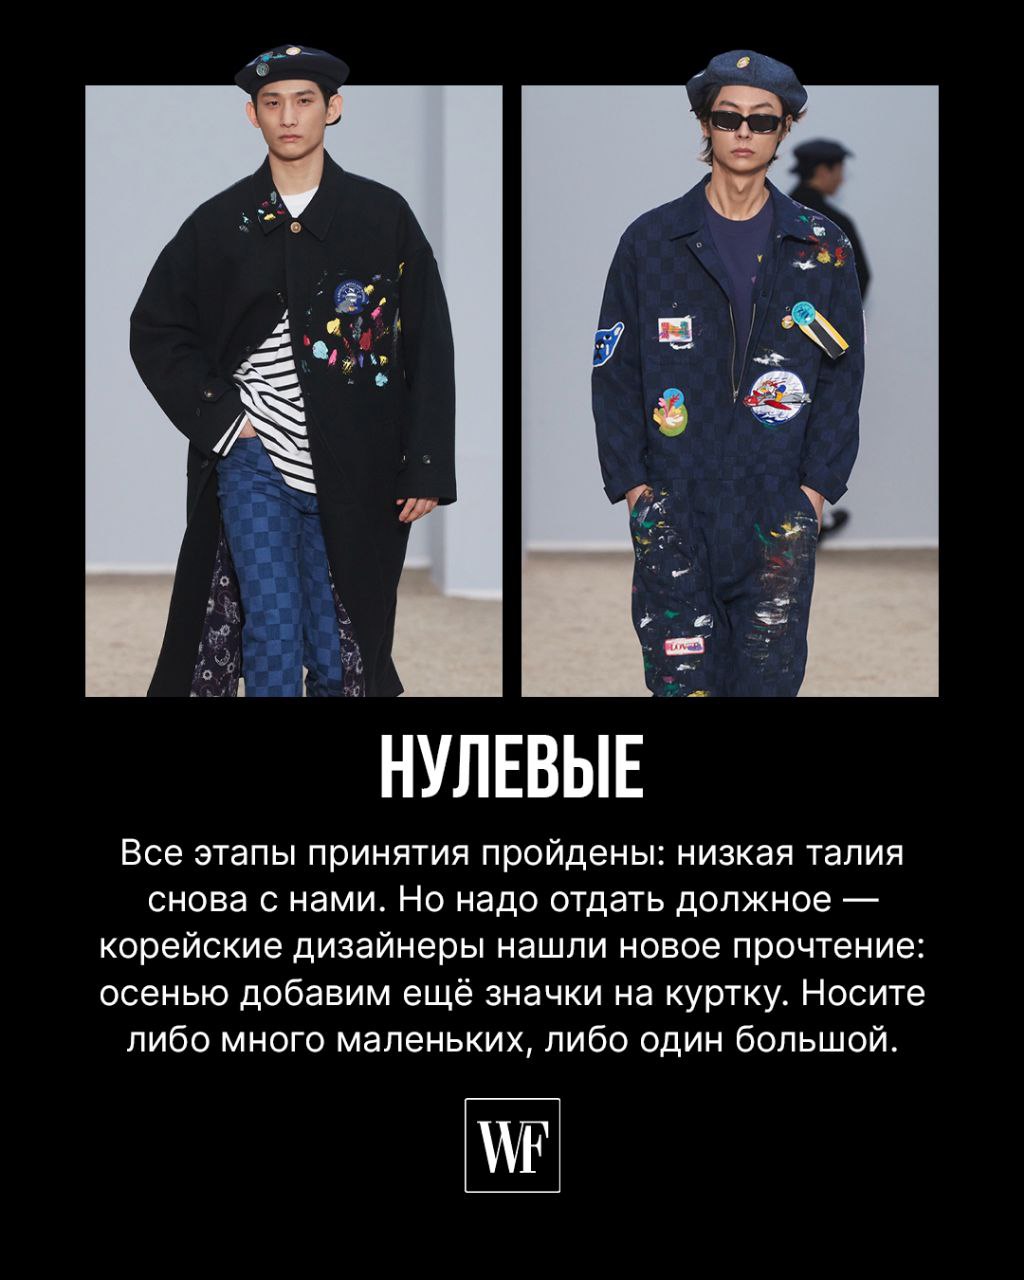 НУЛЕВЫЕ
Все этапы принятия пройдены: низкая талия
снова с нами. Но надо отдать должное —
корейские дизайнеры нашли новое прочтение:
осенью добавим ещё значки на куртку. Носите
либо много маленьких, либо один большой.
WF